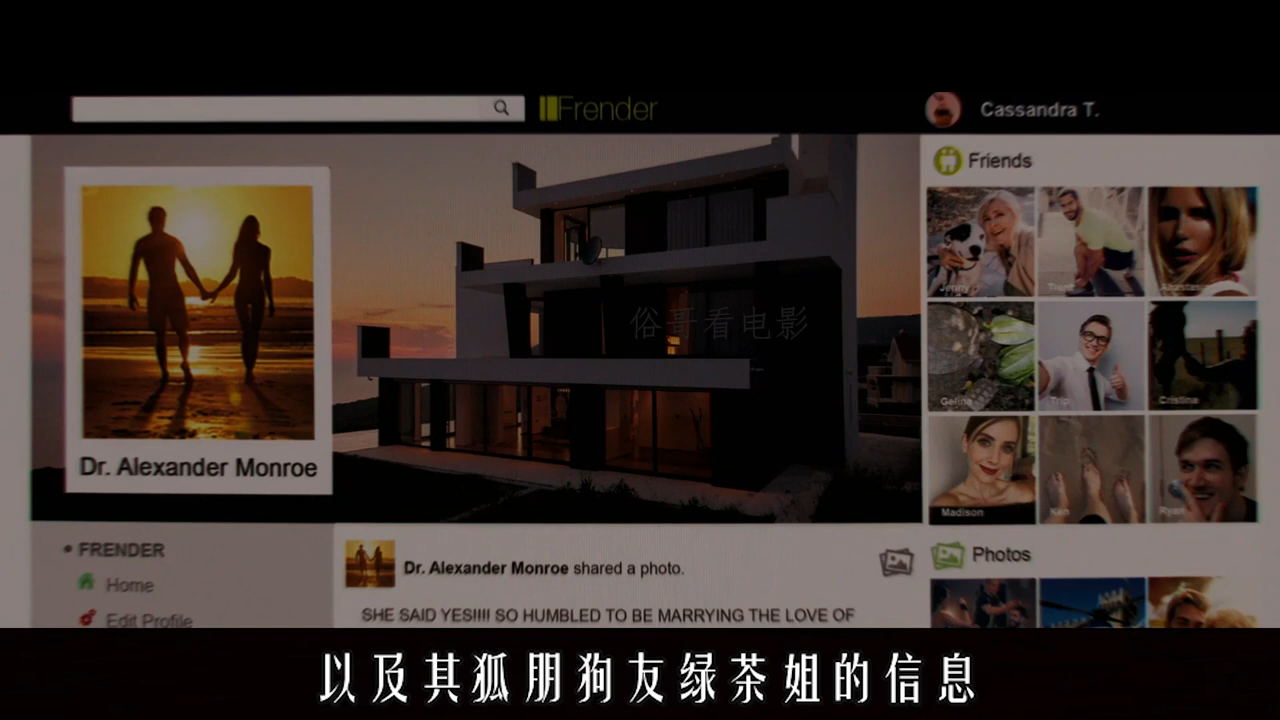 Frender
Cassandra T.
Friends
Jenny
Trent
Anastasia
Gelina
Trip
Cristina
Madison
Ken
Ryan
俗哥看电影
Dr. Alexander Monroe
FRENDER
Home
Edit Profile
Dr. Alexander Monroe shared a photo.
SHE SAID YES!!!! SO HUMBLED TO BE MARRYING THE LOVE OF
Photos
以及其狐朋狗友绿茶姐的信息